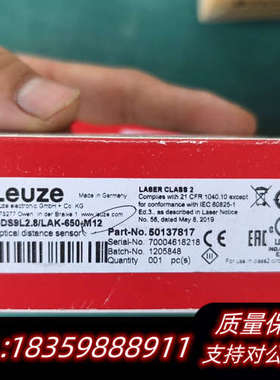 Leuze
Made in Germany
Leuze electronic GmbH + Co. KG
73277 Owen, In der Braike 1
www.leuze.com
ODS9L2.8/LAK-650-M12
optical distance sensor
LASER CLASS 2
Complies with 21 CFR 1040.10 except
for conformance with IEC 60825-1
Ed.3., as described in Laser Notice
No. 56, dated May 8, 2019
Part-No. 50137817
Serial-No. 70004618218
Batch-No. 1205848
Quantity 001 pc(s)
CE
质量保障
:18359888911
支持对公